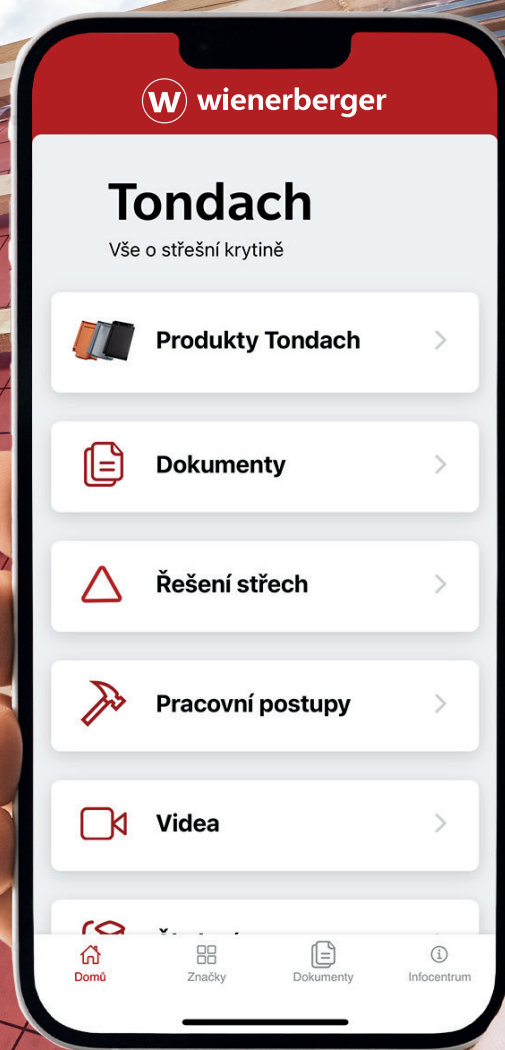 W wienerberger
Tondach
Vše o střešní krytině
Produkty Tondach
Dokumenty
Řešení střech
Pracovní postupy
Videa
Domů
Značky
Dokumenty
Infocentrum